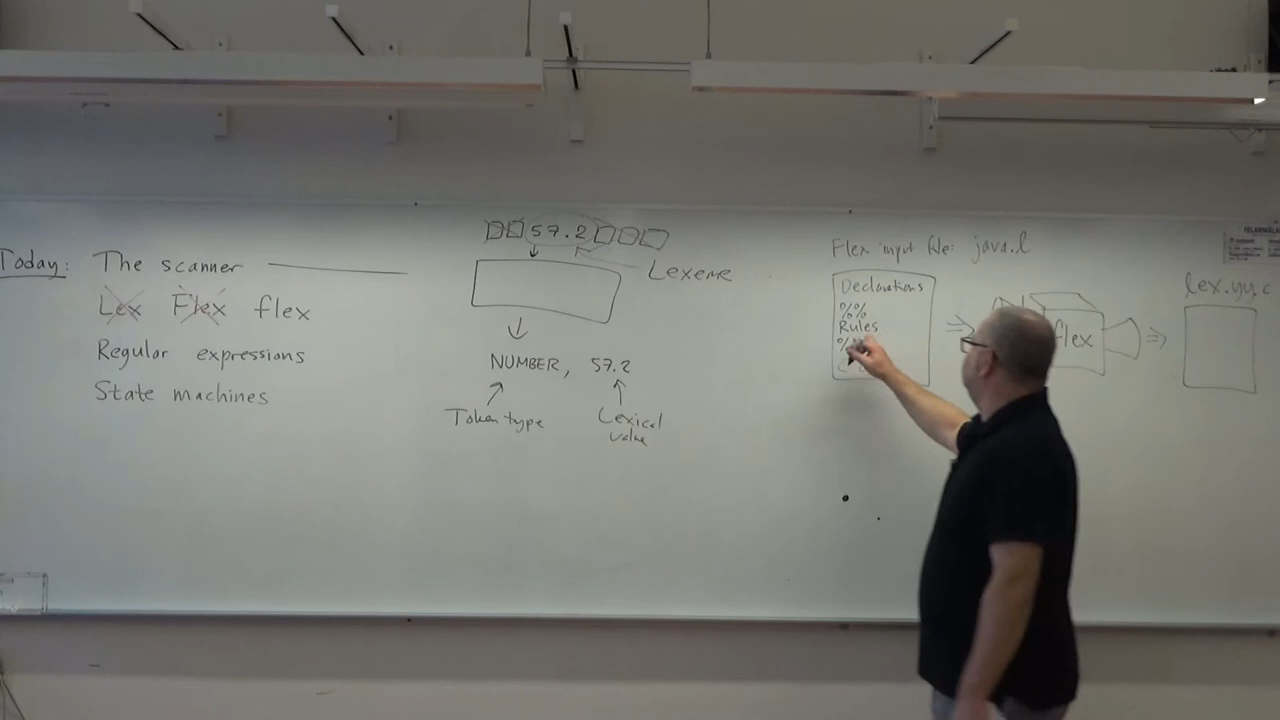 Today: The scanner
Lex Flex flex
Regular expressions
State machines
57.2
Lexeme
NUMBER, 57.2
Token type
Lexical
value
Flex input file: java.l
Declarations
%%
Rules
%%
flex
lex.yy.c